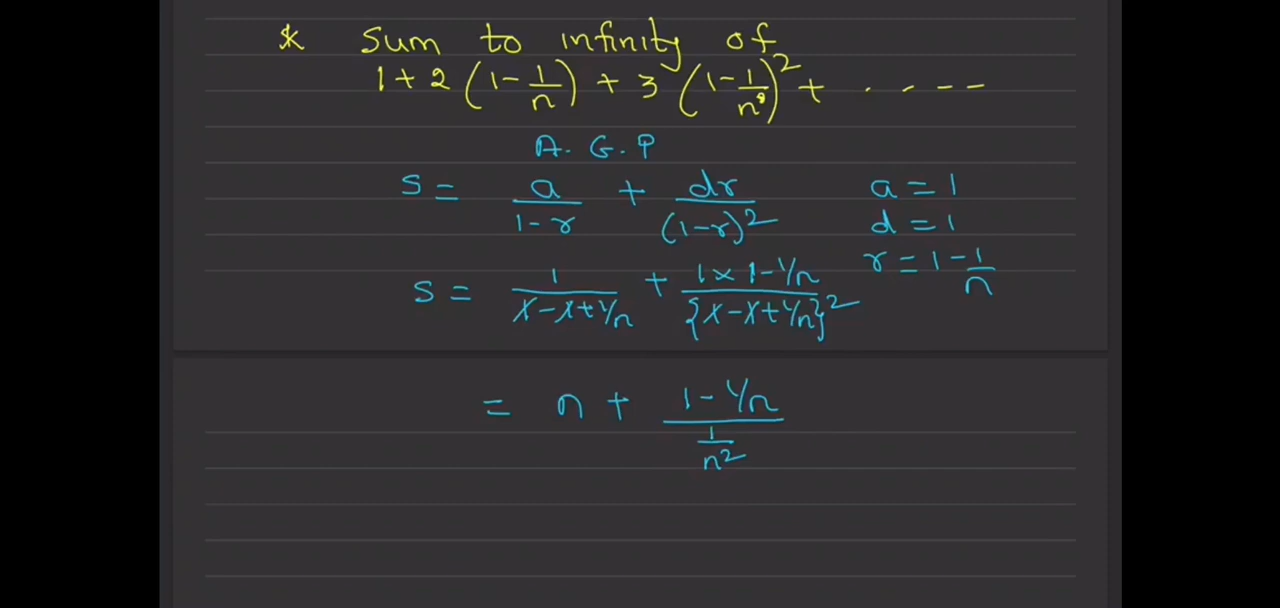 * Sum to infinity of
1 + 2 (1 - 1/n) + 3 (1 - 1/n)² + . . - - -
A. G. P
S = a/(1 - r) + dr/(1-r)² a = 1
d = 1
r = 1 - 1/n
S = 1/(1 - 1 + 1/n) + (1 × 1 - 1/n)/{1 - 1 + 1/n}²
= n + (1 - 1/n)/(1/n²)